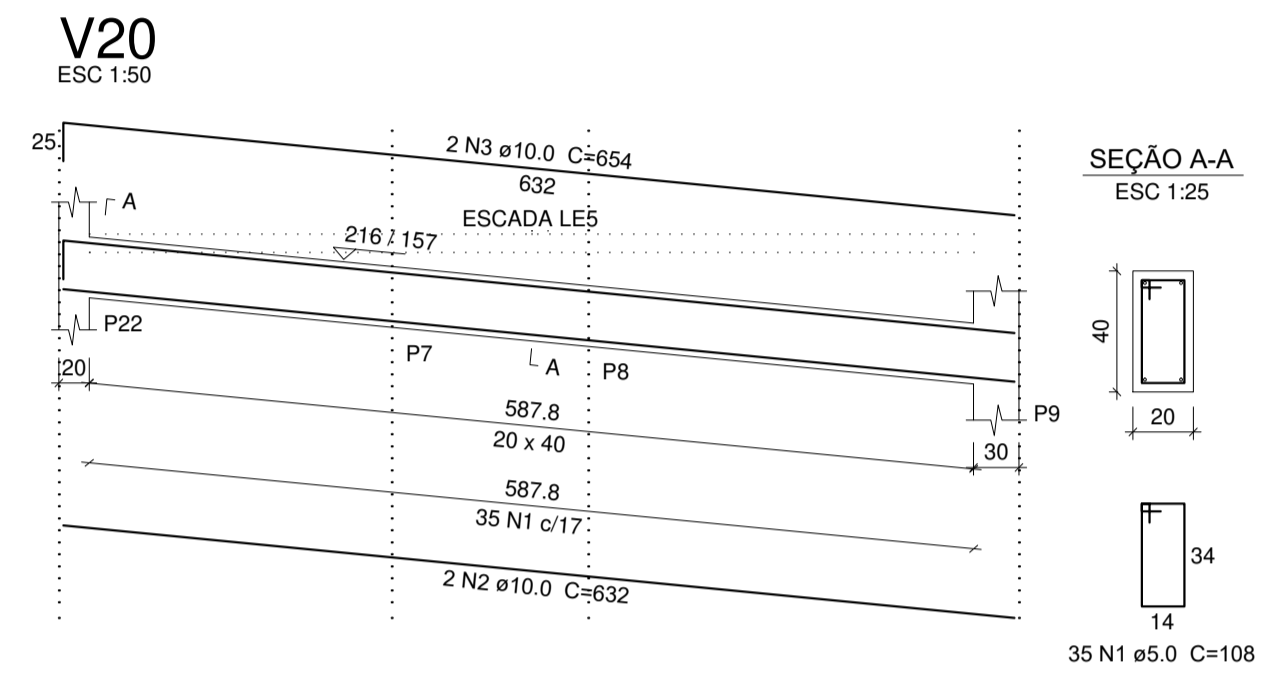 V20
ESC 1:50
25
2 N3 ø10.0 C=654
632
SEÇÃO A-A
ESC 1:25
A
ESCADA LE5
216 / 157
P22
P7
A
P8
40
20
587.8
20 x 40
P9
30
20
587.8
35 N1 c/17
34
2 N2 ø10.0 C=632
14
35 N1 ø5.0 C=108